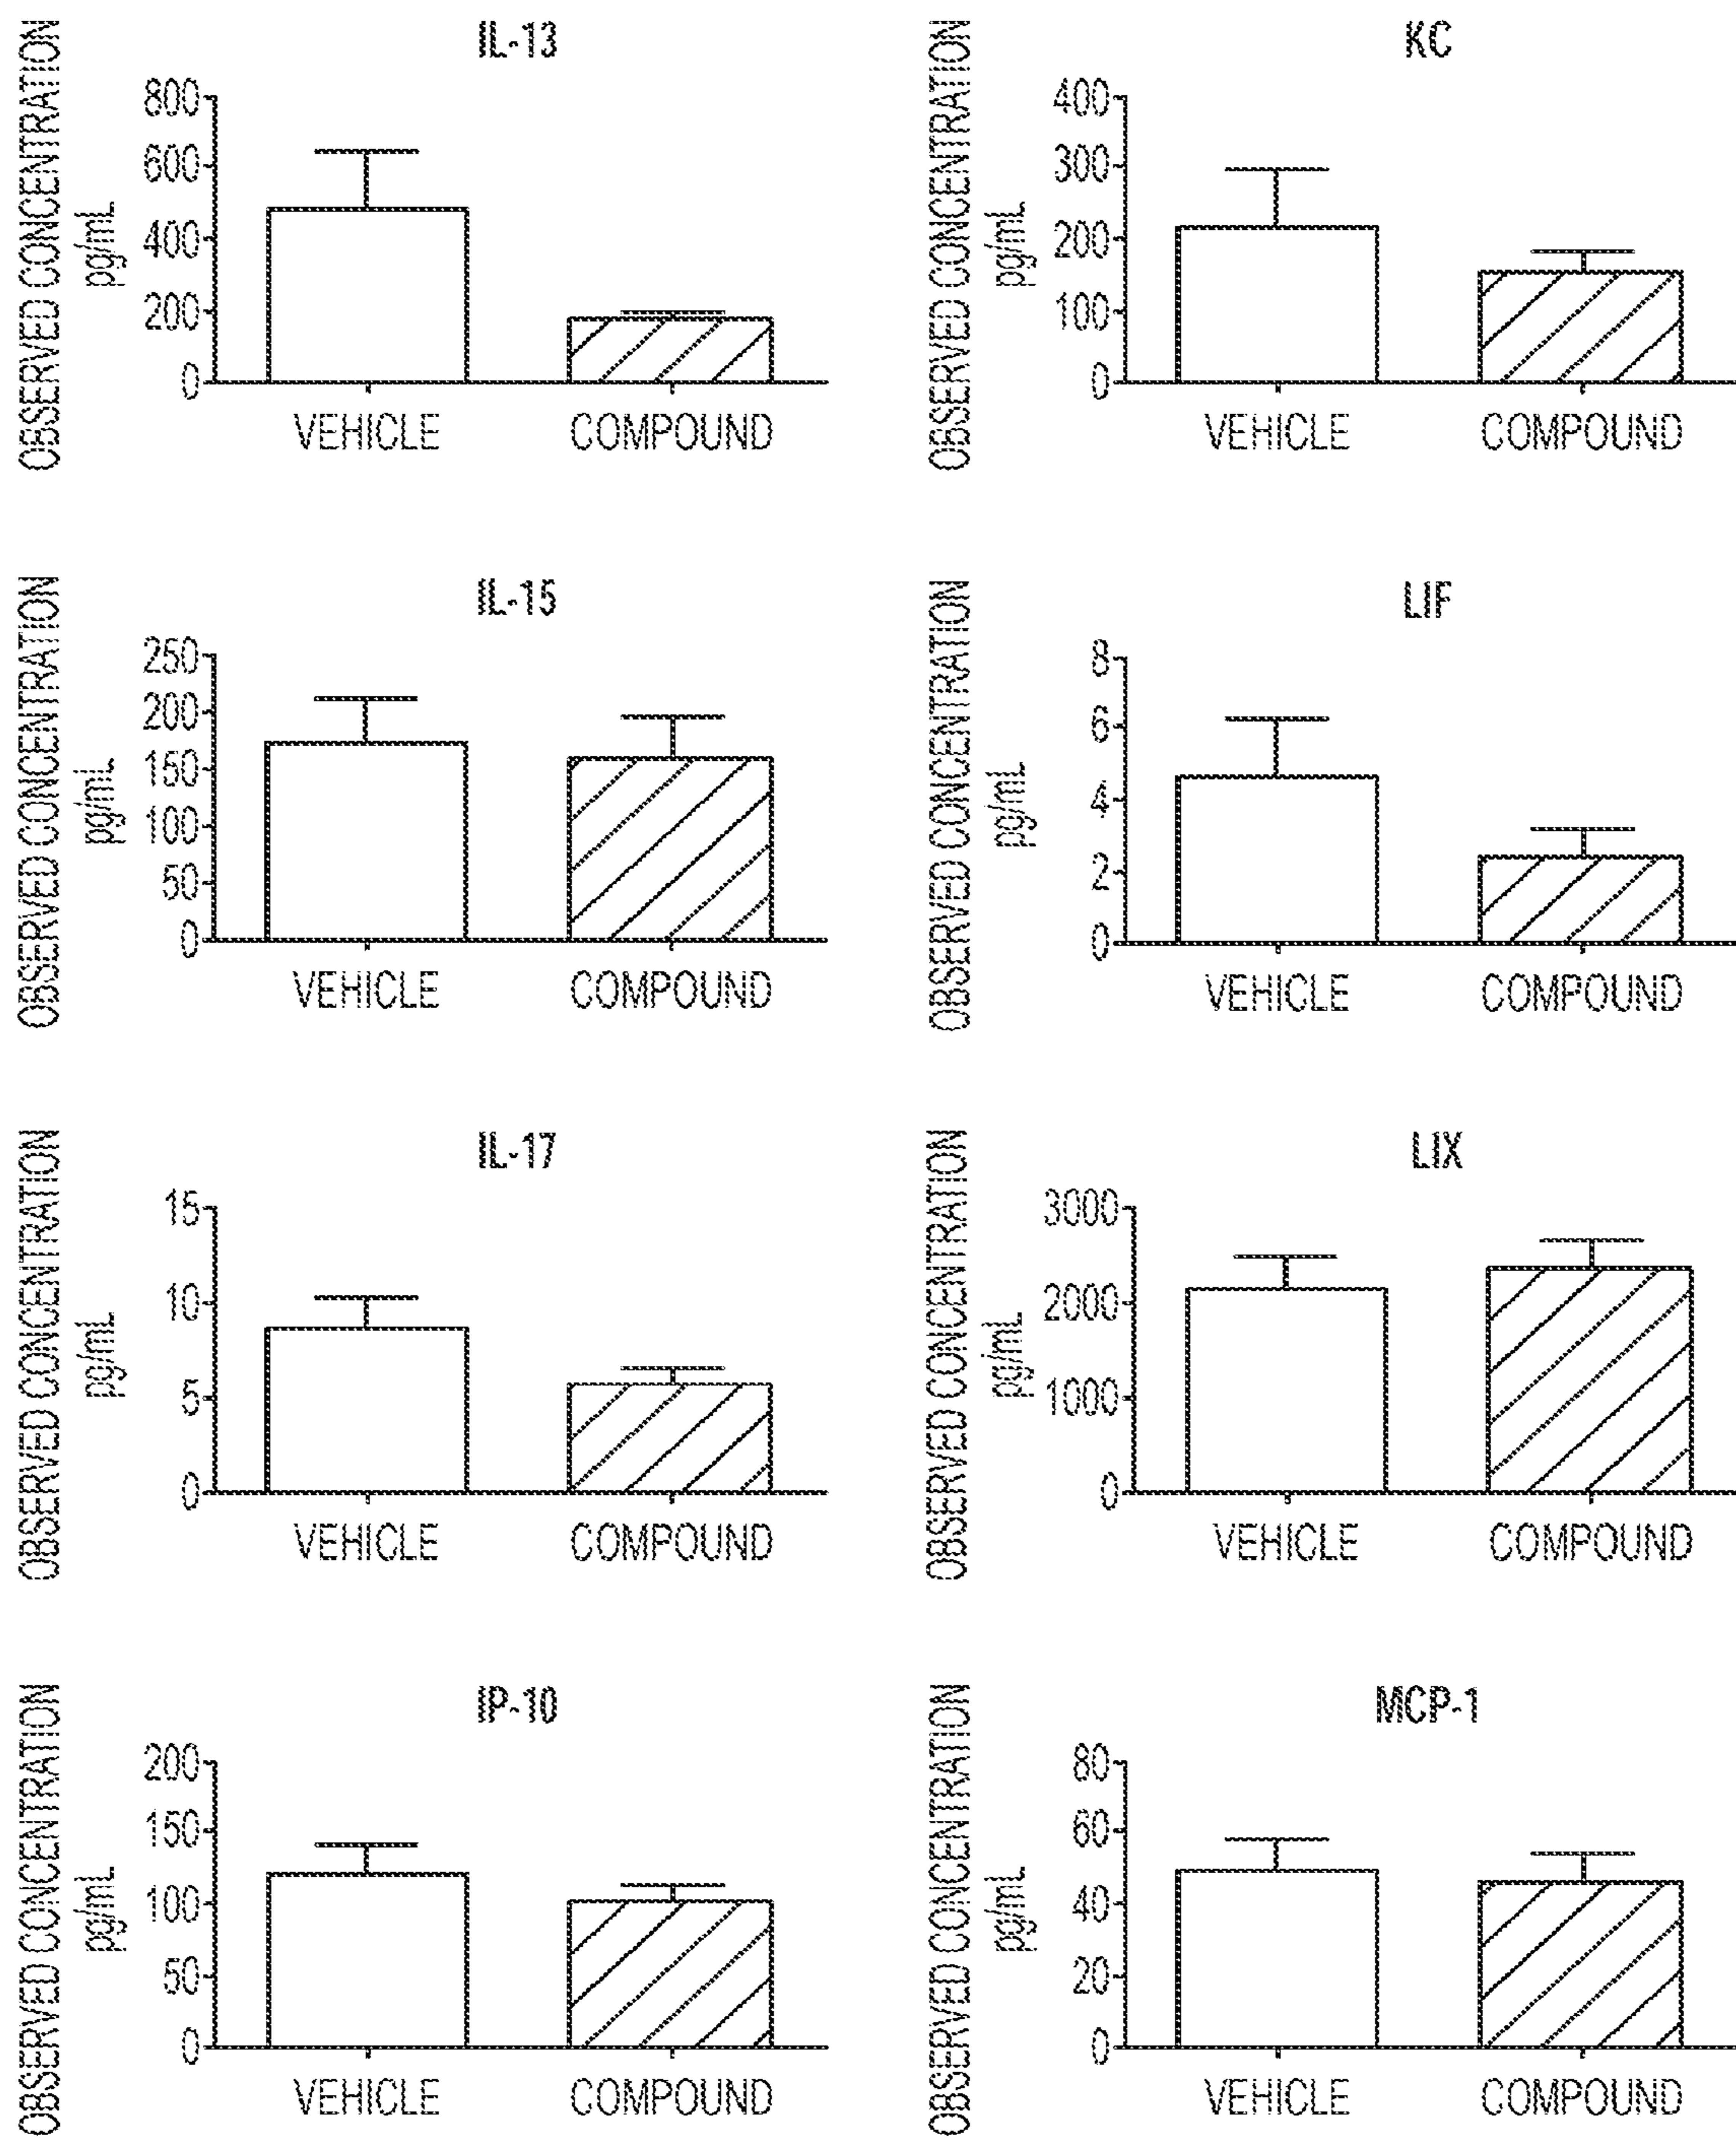 IL-13
OBSERVED CONCENTRATION
pg/mL
800
600
400
200
0
VEHICLE COMPOUND
KC
OBSERVED CONCENTRATION
pg/mL
400
300
200
100
0
VEHICLE COMPOUND
IL-15
OBSERVED CONCENTRATION
pg/mL
250
200
150
100
50
0
VEHICLE COMPOUND
LIF
OBSERVED CONCENTRATION
pg/mL
8
6
4
2
0
VEHICLE COMPOUND
IL-17
OBSERVED CONCENTRATION
pg/mL
15
10
5
0
VEHICLE COMPOUND
LIX
OBSERVED CONCENTRATION
pg/mL
3000
2000
1000
0
VEHICLE COMPOUND
IP-10
OBSERVED CONCENTRATION
pg/mL
200
150
100
50
0
VEHICLE COMPOUND
MCP-1
OBSERVED CONCENTRATION
pg/mL
80
60
40
20
0
VEHICLE COMPOUND